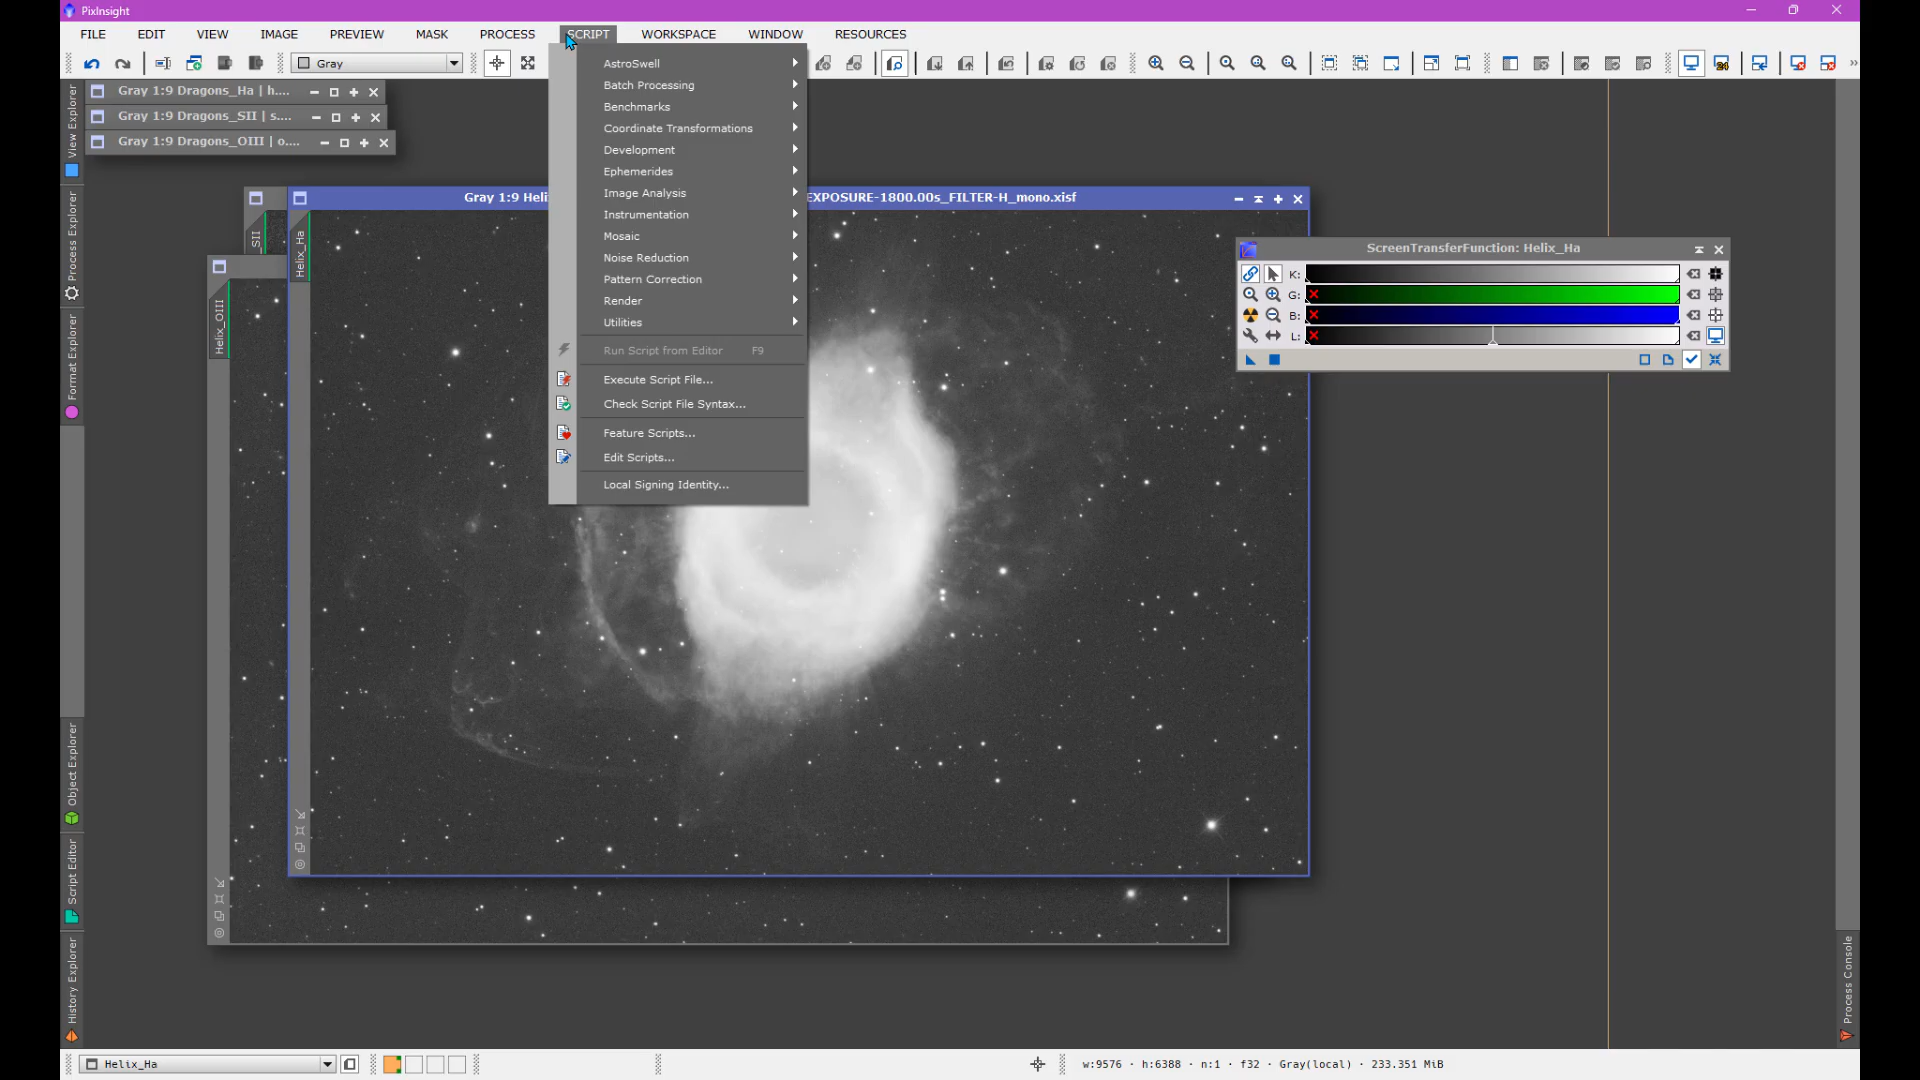 PixInsight
FILE EDIT VIEW IMAGE PREVIEW MASK PROCESS SCRIPT WORKSPACE WINDOW RESOURCES
Gray
Gray 1:9 Dragons_Ha | h....
Gray 1:9 Dragons_SII | s....
Gray 1:9 Dragons_OIII | o....
AstroSwell
Batch Processing
Benchmarks
Coordinate Transformations
Development
Ephemerides
Image Analysis
Instrumentation
Mosaic
Noise Reduction
Pattern Correction
Render
Utilities
Run Script from Editor F9
Execute Script File...
Check Script File Syntax...
Feature Scripts...
Edit Scripts...
Local Signing Identity...
Gray 1:9 Heli
EXPOSURE-1800.00s_FILTER-H_mono.xisf
_SII
Helix_Ha
Helix_OIII
ScreenTransferFunction: Helix_Ha
K:
G:
B:
L:
View Explorer
Process Explorer
Format Explorer
Object Explorer
Script Editor
History Explorer
Process Console
Helix_Ha
w:9576 · h:6388 · n:1 · f32 · Gray(local) · 233.351 MiB